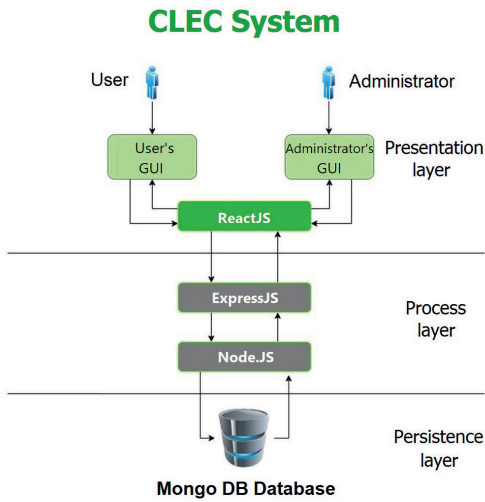 CLEC System
User
Administrator
User's
GUI
Administrator's
GUI
Presentation
layer
ReactJS
ExpressJS
Process
layer
Node.JS
Persistence
layer
Mongo DB Database